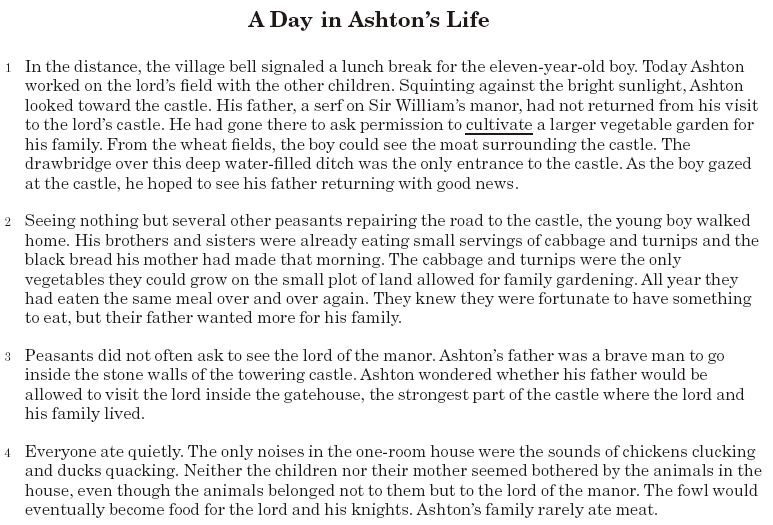 A Day in Ashton's Life
1 In the distance, the village bell signaled a lunch break for the eleven-year-old boy. Today Ashton
worked on the lord's field with the other children. Squinting against the bright sunlight, Ashton
looked toward the castle. His father, a serf on Sir William's manor, had not returned from his visit
to the lord's castle. He had gone there to ask permission to cultivate a larger vegetable garden for
his family. From the wheat fields, the boy could see the moat surrounding the castle. The
drawbridge over this deep water-filled ditch was the only entrance to the castle. As the boy gazed
at the castle, he hoped to see his father returning with good news.
2 Seeing nothing but several other peasants repairing the road to the castle, the young boy walked
home. His brothers and sisters were already eating small servings of cabbage and turnips and the
black bread his mother had made that morning. The cabbage and turnips were the only
vegetables they could grow on the small plot of land allowed for family gardening. All year they
had eaten the same meal over and over again. They knew they were fortunate to have something
to eat, but their father wanted more for his family.
3 Peasants did not often ask to see the lord of the manor. Ashton's father was a brave man to go
inside the stone walls of the towering castle. Ashton wondered whether his father would be
allowed to visit the lord inside the gatehouse, the strongest part of the castle where the lord and
his family lived.
4 Everyone ate quietly. The only noises in the one-room house were the sounds of chickens clucking
and ducks quacking. Neither the children nor their mother seemed bothered by the animals in the
house, even though the animals belonged not to them but to the lord of the manor. The fowl would
eventually become food for the lord and his knights. Ashton's family rarely ate meat.